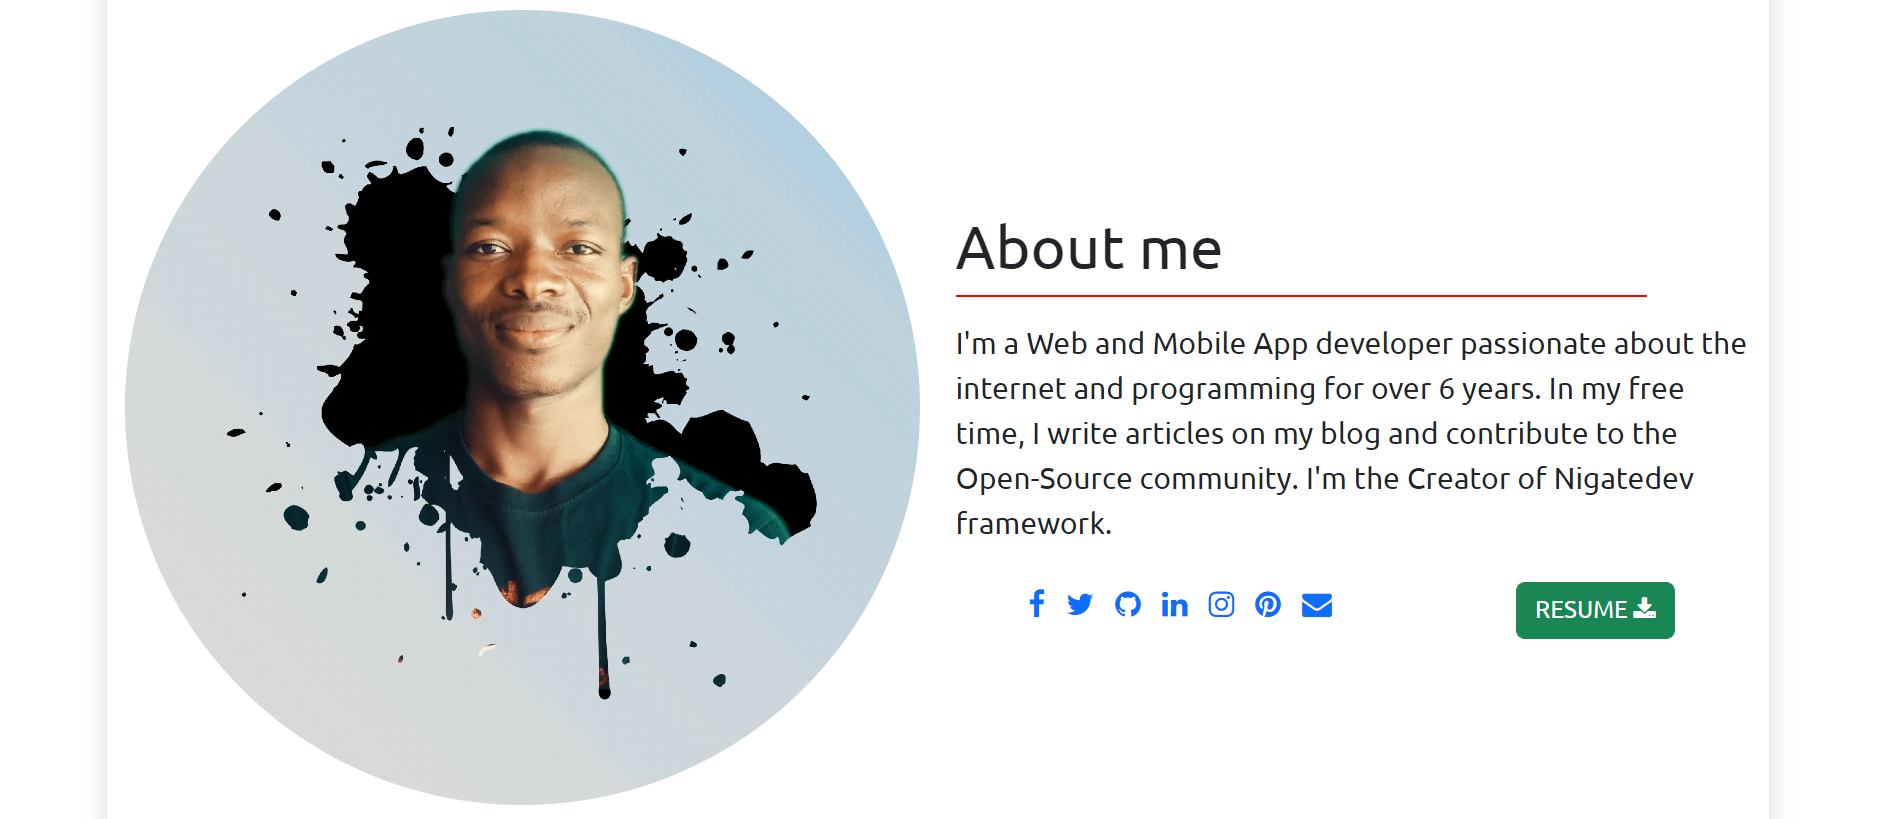 About me
I'm a Web and Mobile App developer passionate about the
internet and programming for over 6 years. In my free
time, I write articles on my blog and contribute to the
Open-Source community. I'm the Creator of Nigatedev
framework.
RESUME